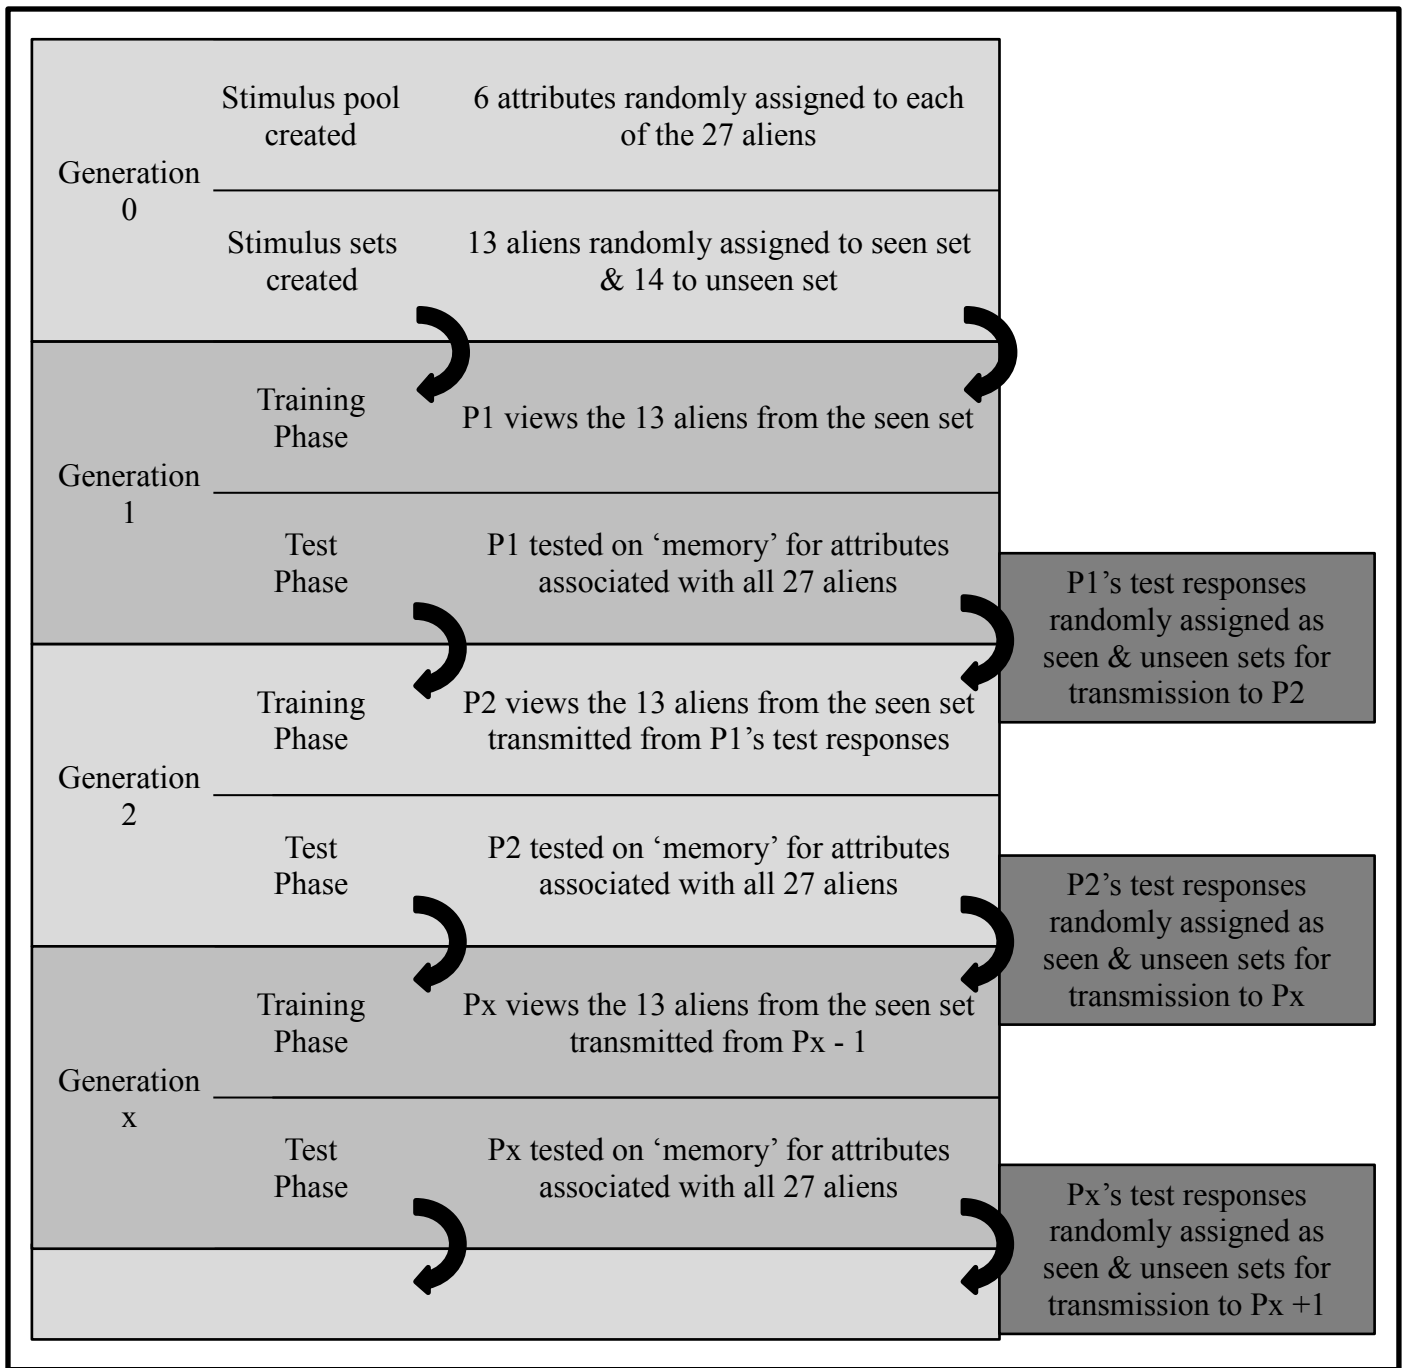 Generation
0
Stimulus pool
created
6 attributes randomly assigned to each
of the 27 aliens
Stimulus sets
created
13 aliens randomly assigned to seen set
& 14 to unseen set
Generation
1
Training
Phase
P1 views the 13 aliens from the seen set
Test
Phase
P1 tested on ‘memory’ for attributes
associated with all 27 aliens
P1’s test responses
randomly assigned as
seen & unseen sets for
transmission to P2
Generation
2
Training
Phase
P2 views the 13 aliens from the seen set
transmitted from P1’s test responses
Test
Phase
P2 tested on ‘memory’ for attributes
associated with all 27 aliens
P2’s test responses
randomly assigned as
seen & unseen sets for
transmission to Px
Generation
x
Training
Phase
Px views the 13 aliens from the seen set
transmitted from Px - 1
Test
Phase
Px tested on ‘memory’ for attributes
associated with all 27 aliens
Px’s test responses
randomly assigned as
seen & unseen sets for
transmission to Px +1